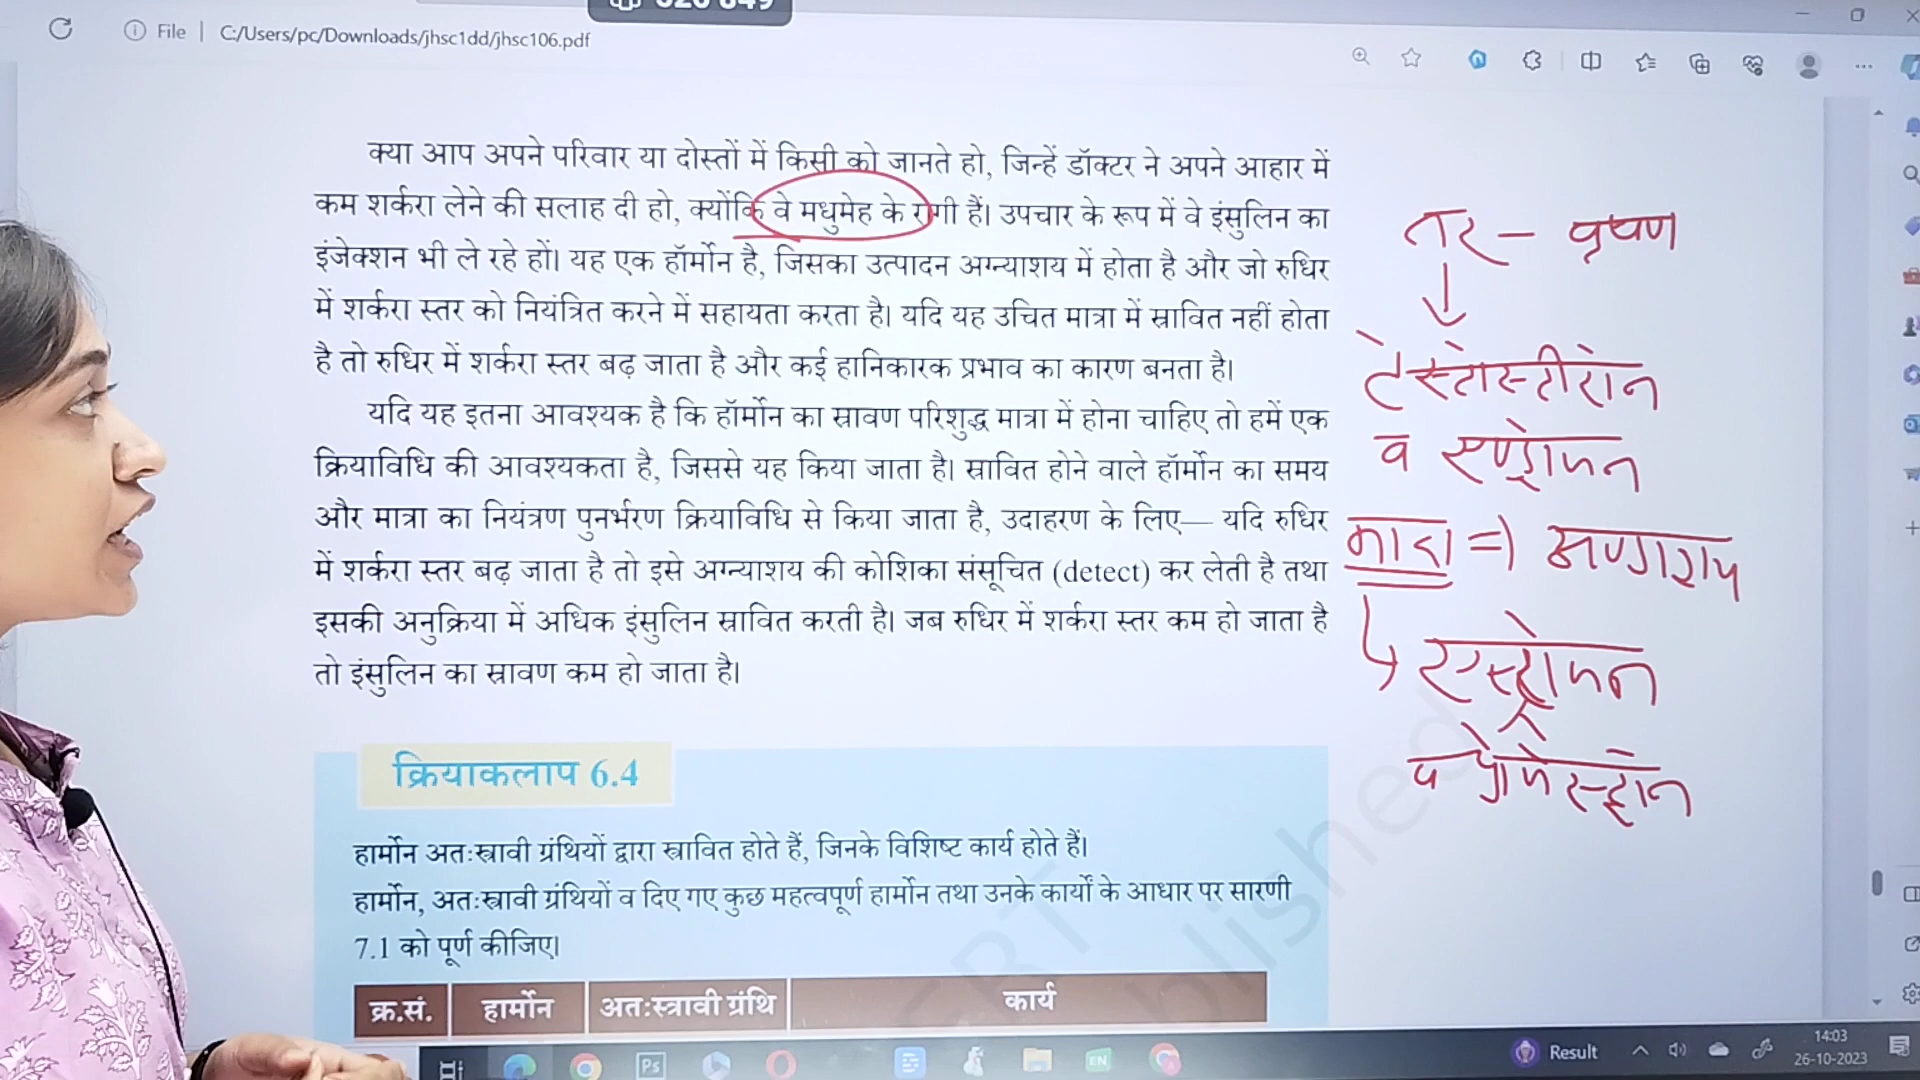 File | C:/Users/pc/Downloads/jhsc1dd/jhsc106.pdf
क्या आप अपने परिवार या दोस्तों में किसी को जानते हो, जिन्हें डॉक्टर ने अपने आहार में
कम शर्करा लेने की सलाह दी हो, क्योंकि वे मधुमेह के रोगी हैं। उपचार के रूप में वे इंसुलिन का
इंजेक्शन भी ले रहे हों। यह एक हॉर्मोन है, जिसका उत्पादन अग्न्याशय में होता है और जो रुधिर
में शर्करा स्तर को नियंत्रित करने में सहायता करता है। यदि यह उचित मात्रा में स्रावित नहीं होता
है तो रुधिर में शर्करा स्तर बढ़ जाता है और कई हानिकारक प्रभाव का कारण बनता है।
यदि यह इतना आवश्यक है कि हॉर्मोन का स्रावण परिशुद्ध मात्रा में होना चाहिए तो हमें एक
क्रियाविधि की आवश्यकता है, जिससे यह किया जाता है। स्रावित होने वाले हॉर्मोन का समय
और मात्रा का नियंत्रण पुनर्भरण क्रियाविधि से किया जाता है, उदाहरण के लिए— यदि रुधिर
में शर्करा स्तर बढ़ जाता है तो इसे अग्न्याशय की कोशिका संसूचित (detect) कर लेती है तथा
इसकी अनुक्रिया में अधिक इंसुलिन स्रावित करती है। जब रुधिर में शर्करा स्तर कम हो जाता है
तो इंसुलिन का स्रावण कम हो जाता है।
नर – वृषण
टेस्टोस्टीरोन
व एण्ड्रोजन
मादा ⇒ अण्डाशय
एस्ट्रोजन
व प्रोजेस्ट्रॉन
क्रियाकलाप 6.4
हार्मोन अतःस्त्रावी ग्रंथियों द्वारा स्त्रावित होते हैं, जिनके विशिष्ट कार्य होते हैं।
हार्मोन, अतःस्त्रावी ग्रंथियों व दिए गए कुछ महत्वपूर्ण हार्मोन तथा उनके कार्यों के आधार पर सारणी
7.1 को पूर्ण कीजिए।
क्र.सं. हार्मोन अतःस्त्रावी ग्रंथि कार्य
Result
14:03
26-10-2023